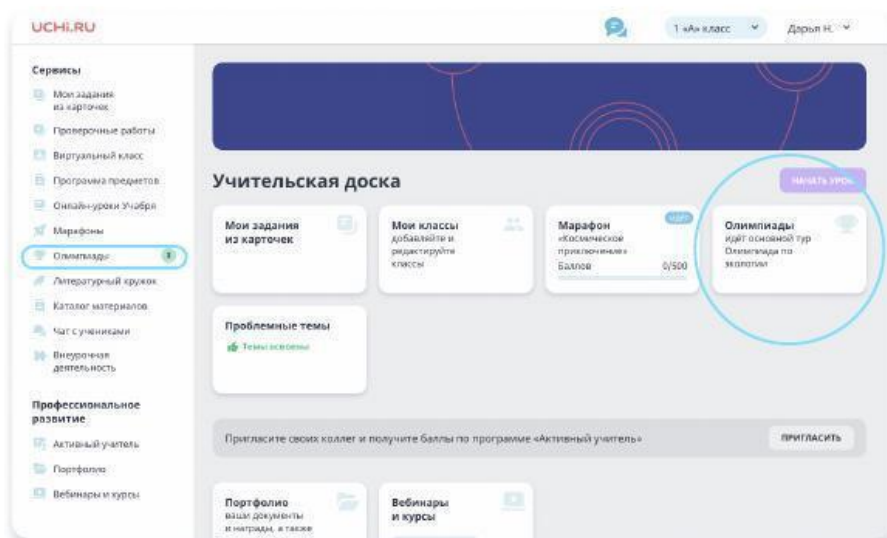 UCHi.RU
1 «А» класс
Дарья Н.
Сервисы
Мои задания
из карточек
Проверочные работы
Виртуальный класс
Программа предметов
Онлайн-уроки Учабря
Марафоны
Олимпиады
Литературный кружок
Каталог материалов
Чат с учениками
Внеурочная
деятельность
Профессиональное
развитие
Активный учитель
Портфолио
Вебинары и курсы
Учительская доска
НАЧАТЬ УРОК
Мои задания
из карточек
Мои классы
добавляйте и
редактируйте
классы
Марафон
«Космическое
приключение»
Баллов 0/500
ИДЁТ
Олимпиады
идёт основной тур
Олимпиада по
экологии
Проблемные темы
Темы освоены
Пригласите своих коллег и получите баллы по программе «Активный учитель»
ПРИГЛАСИТЬ
Портфолио
ваши документы
и награды, а также
Вебинары
и курсы